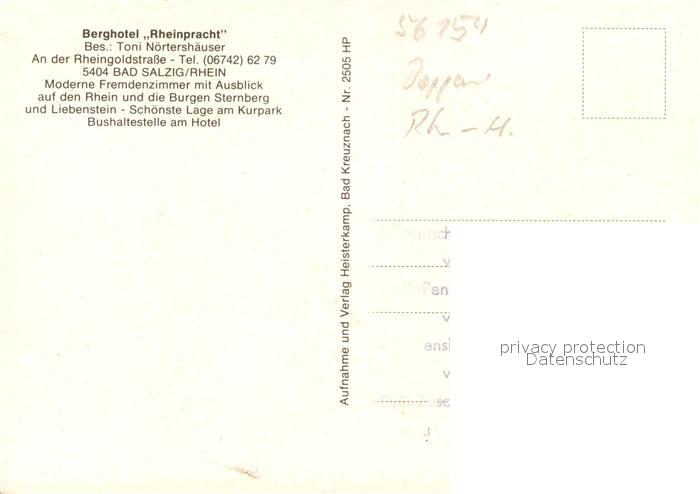 Berghotel „Rheinpracht"
Bes.: Toni Nörtershäuser
An der Rheingoldstraße - Tel. (06742) 62 79
5404 BAD SALZIG/RHEIN
Moderne Fremdenzimmer mit Ausblick
auf den Rhein und die Burgen Sternberg
und Liebenstein - Schönste Lage am Kurpark
Bushaltestelle am Hotel
Aufnahme und Verlag Heisterkamp, Bad Kreuznach - Nr. 2505 HP
56154
Rh - H.
privacy protection
Datenschutz